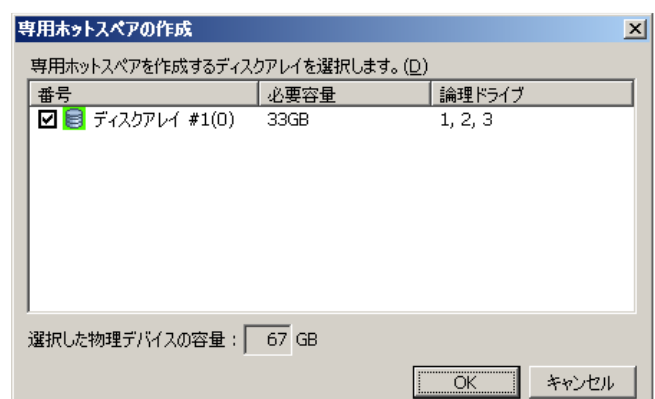 専用ホットスペアの作成
専用ホットスペアを作成するディスクアレイを選択します。(D)
番号 必要容量 論理ドライブ
ディスクアレイ #1(0) 33GB 1, 2, 3
選択した物理デバイスの容量： 67 GB
OK キャンセル